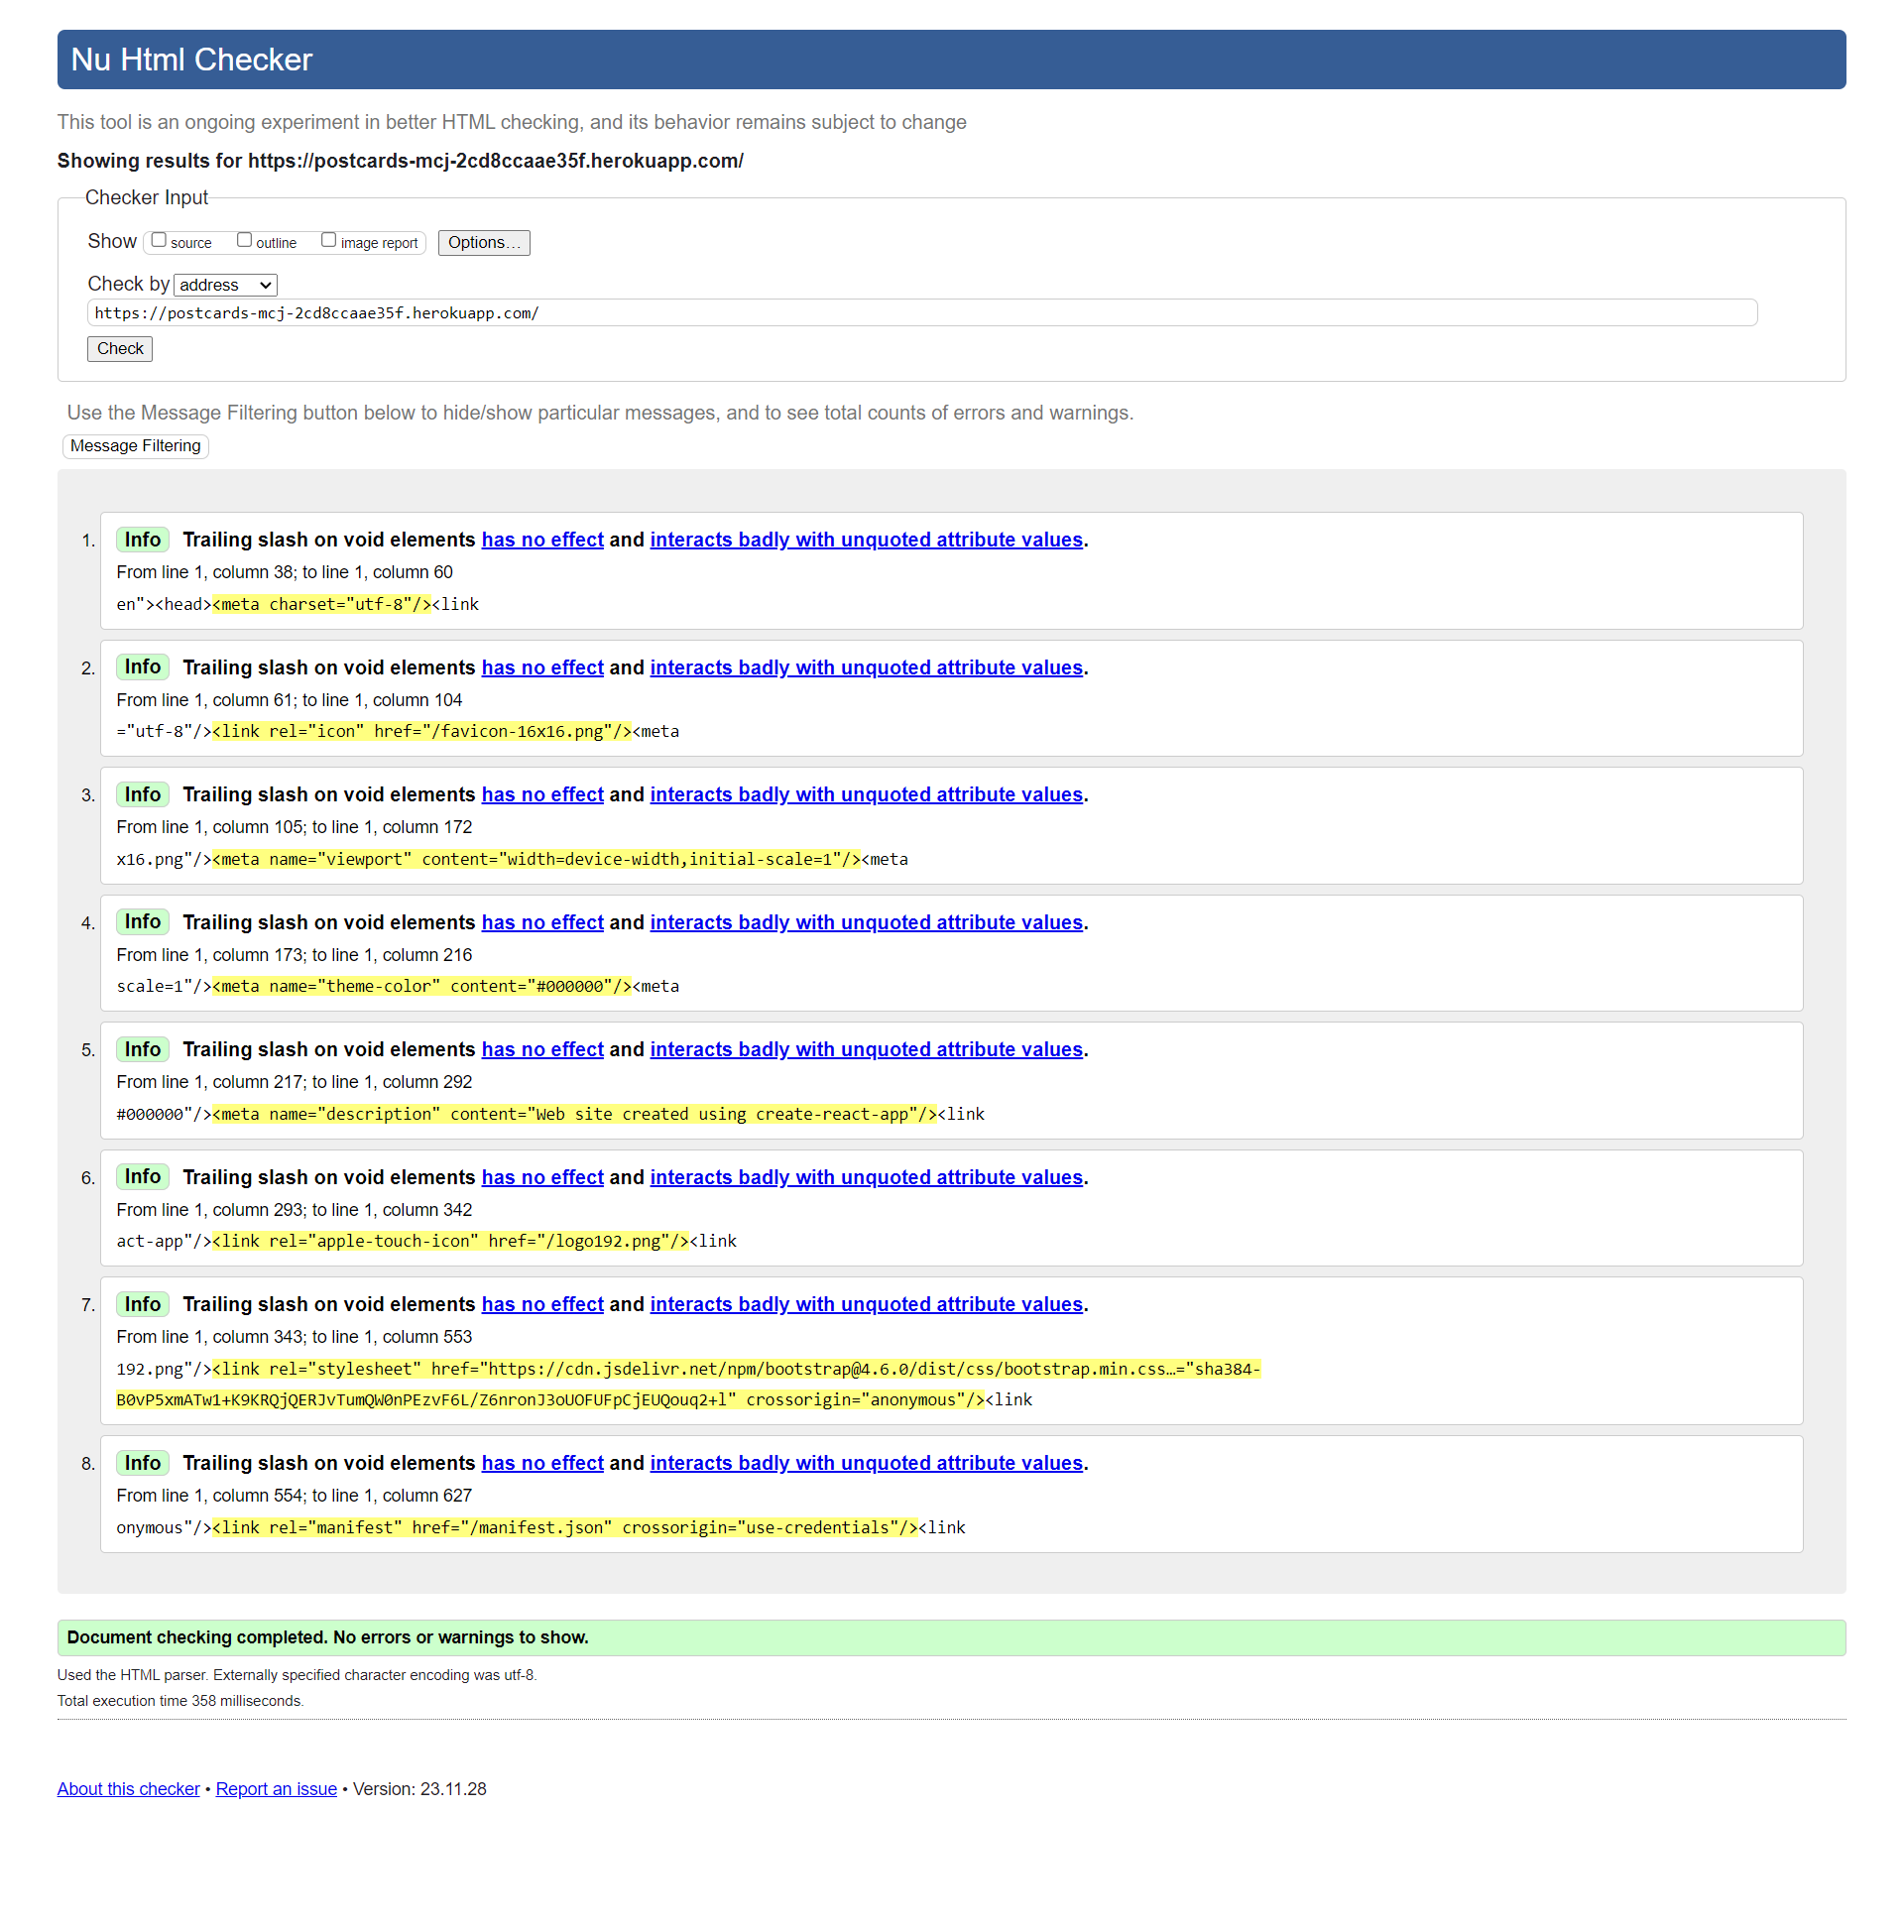 Nu Html Checker
This tool is an ongoing experiment in better HTML checking, and its behavior remains subject to change
Showing results for https://postcards-mcj-2cd8ccaae35f.herokuapp.com/
Checker Input
Show source outline image report Options...
Check by address
https://postcards-mcj-2cd8ccaae35f.herokuapp.com/
Check
Use the Message Filtering button below to hide/show particular messages, and to see total counts of errors and warnings.
Message Filtering
1. Info Trailing slash on void elements has no effect and interacts badly with unquoted attribute values.
From line 1, column 38; to line 1, column 60
en"><head><meta charset="utf-8"/><link
2. Info Trailing slash on void elements has no effect and interacts badly with unquoted attribute values.
From line 1, column 61; to line 1, column 104
="utf-8"/><link rel="icon" href="/favicon-16x16.png"/><meta
3. Info Trailing slash on void elements has no effect and interacts badly with unquoted attribute values.
From line 1, column 105; to line 1, column 172
x16.png"/><meta name="viewport" content="width=device-width,initial-scale=1"/><meta
4. Info Trailing slash on void elements has no effect and interacts badly with unquoted attribute values.
From line 1, column 173; to line 1, column 216
scale=1"/><meta name="theme-color" content="#000000"/><meta
5. Info Trailing slash on void elements has no effect and interacts badly with unquoted attribute values.
From line 1, column 217; to line 1, column 292
#000000"/><meta name="description" content="Web site created using create-react-app"/><link
6. Info Trailing slash on void elements has no effect and interacts badly with unquoted attribute values.
From line 1, column 293; to line 1, column 342
act-app"/><link rel="apple-touch-icon" href="/logo192.png"/><link
7. Info Trailing slash on void elements has no effect and interacts badly with unquoted attribute values.
From line 1, column 343; to line 1, column 553
192.png"/><link rel="stylesheet" href="https://cdn.jsdelivr.net/npm/bootstrap@4.6.0/dist/css/bootstrap.min.css…="sha384-
B0vP5xmATw1+K9KRQjQERJvTumQW0nPEzvF6L/Z6nronJ3oUOFUFpCjEUQouq2+l" crossorigin="anonymous"/><link
8. Info Trailing slash on void elements has no effect and interacts badly with unquoted attribute values.
From line 1, column 554; to line 1, column 627
onymous"/><link rel="manifest" href="/manifest.json" crossorigin="use-credentials"/><link
Document checking completed. No errors or warnings to show.
Used the HTML parser. Externally specified character encoding was utf-8.
Total execution time 358 milliseconds.
About this checker • Report an issue • Version: 23.11.28